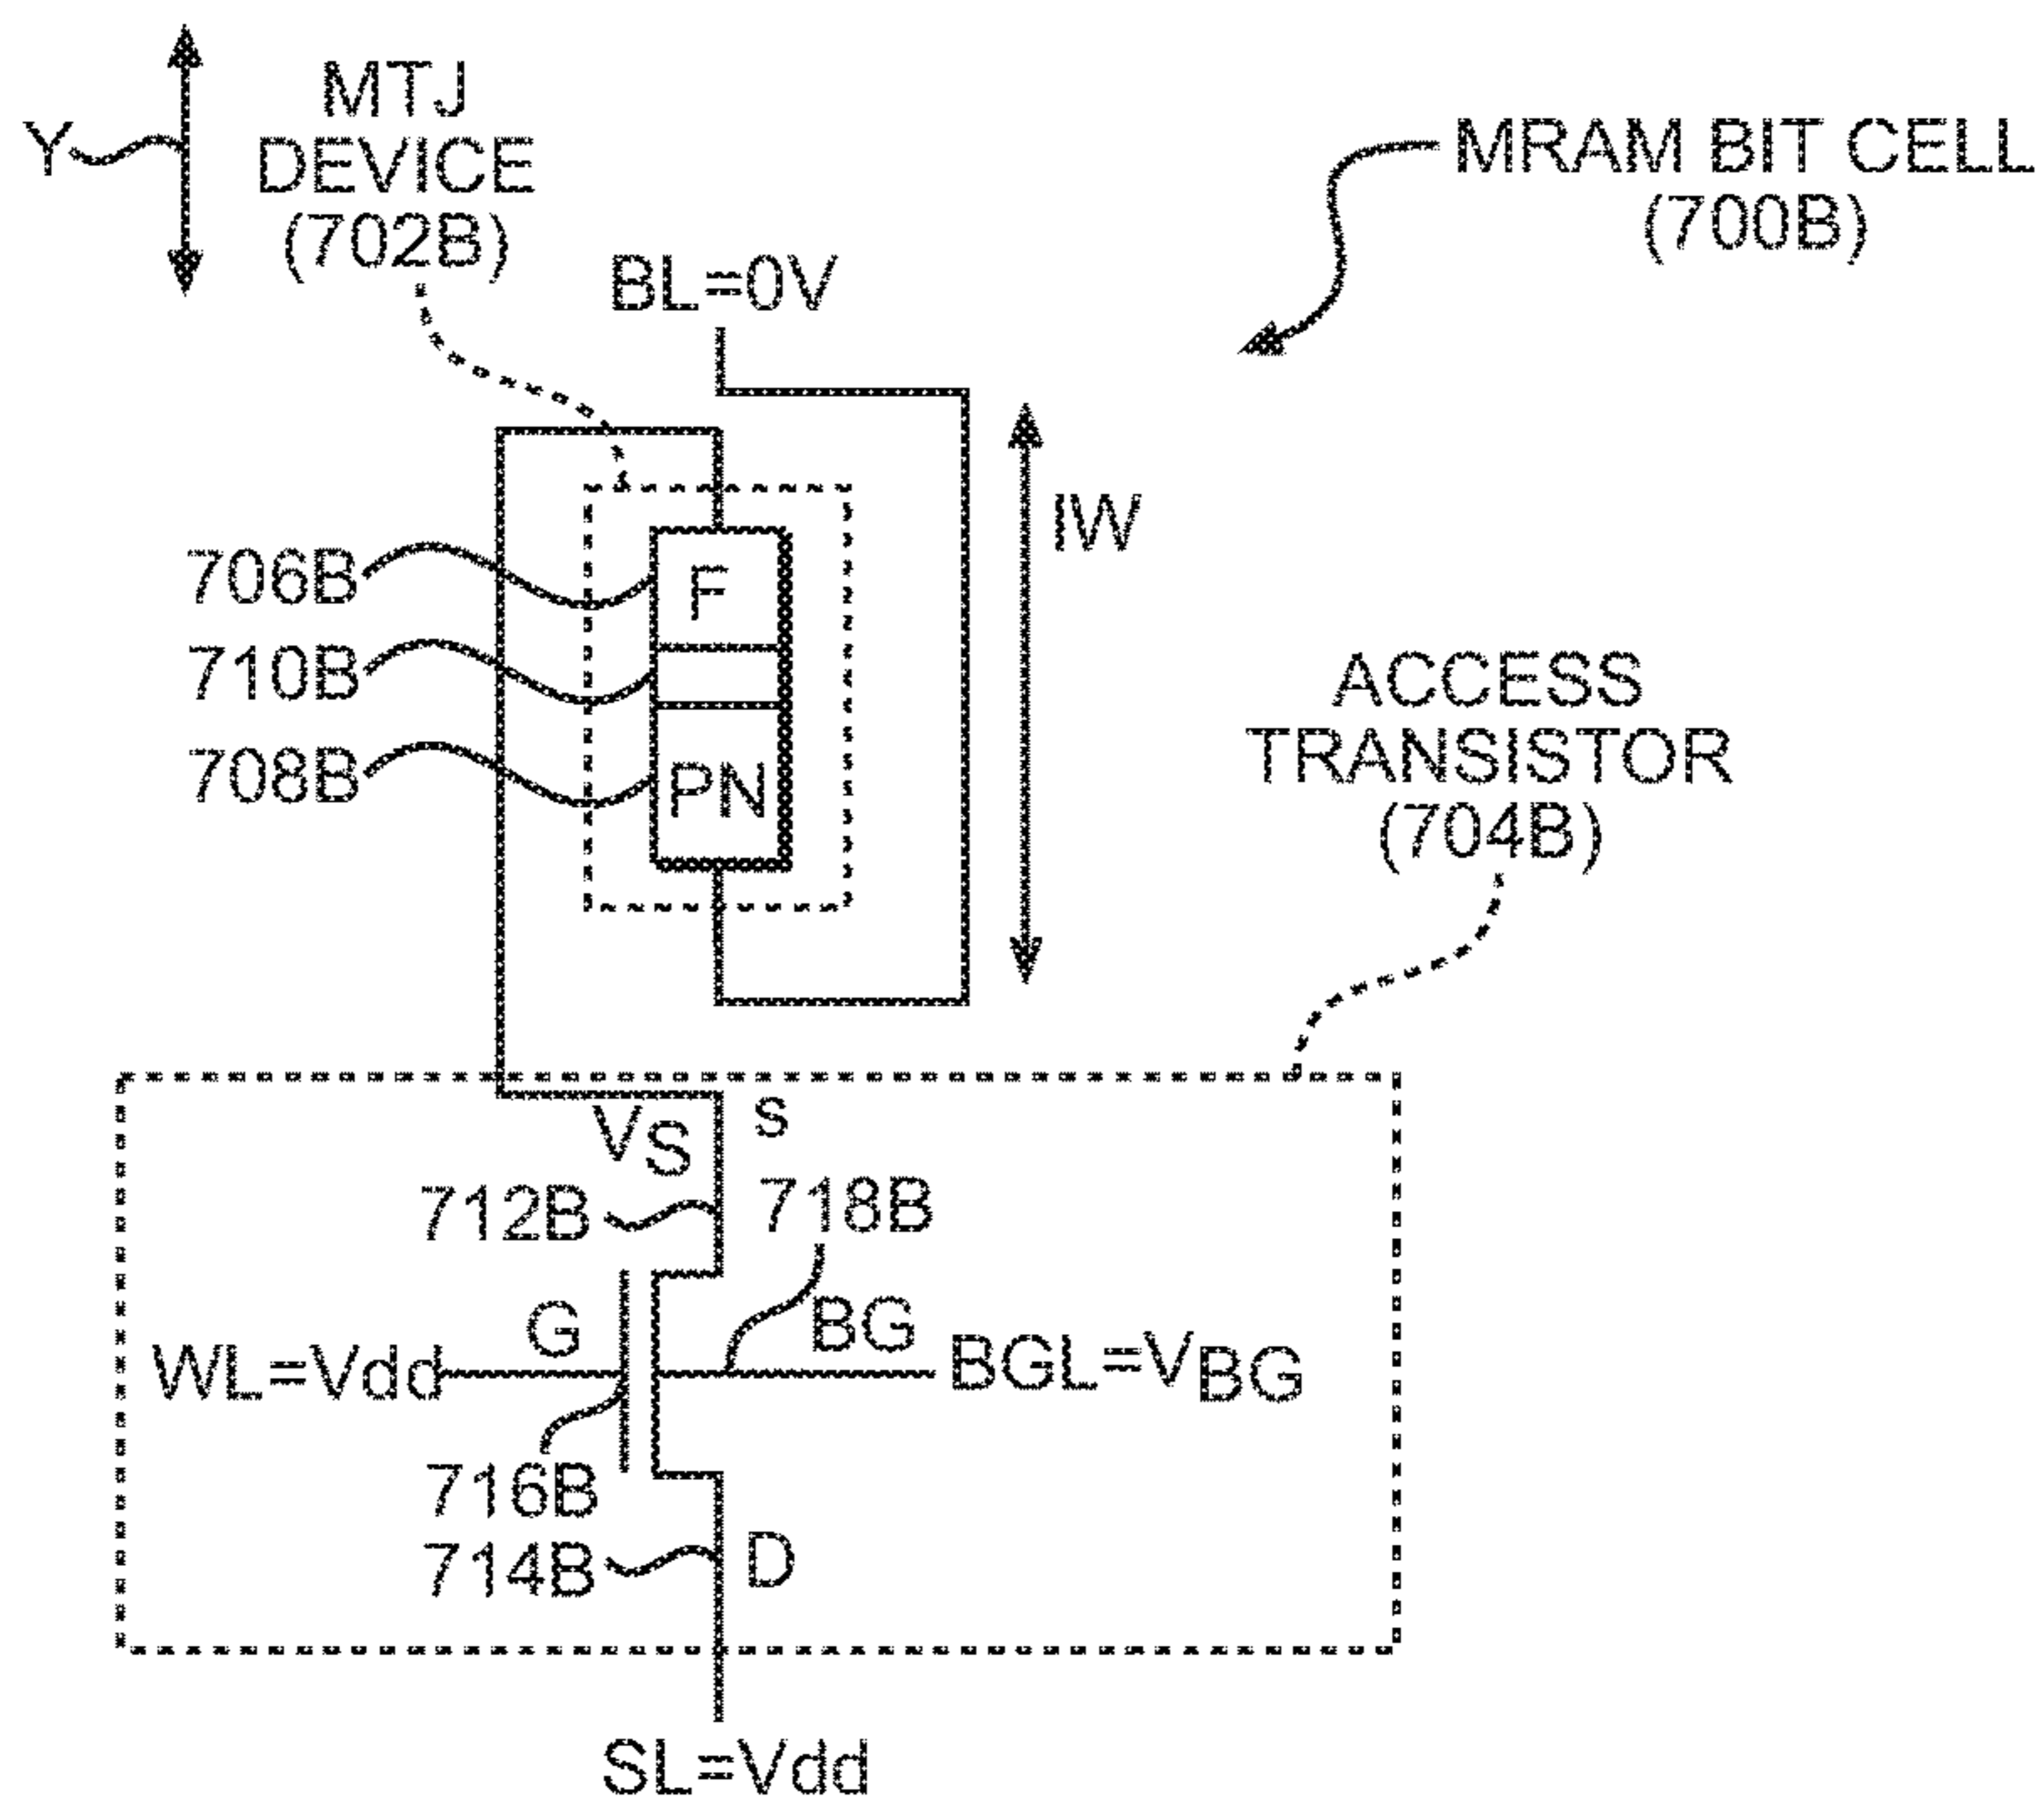 Y
MTJ
DEVICE
(702B)
MRAM BIT CELL
(700B)
BL=0V
IW
706B
F
710B
708B
PN
ACCESS
TRANSISTOR
(704B)
VS
s
712B
718B
G
BG
WL=Vdd
BGL=VBG
716B
714B
D
SL=Vdd